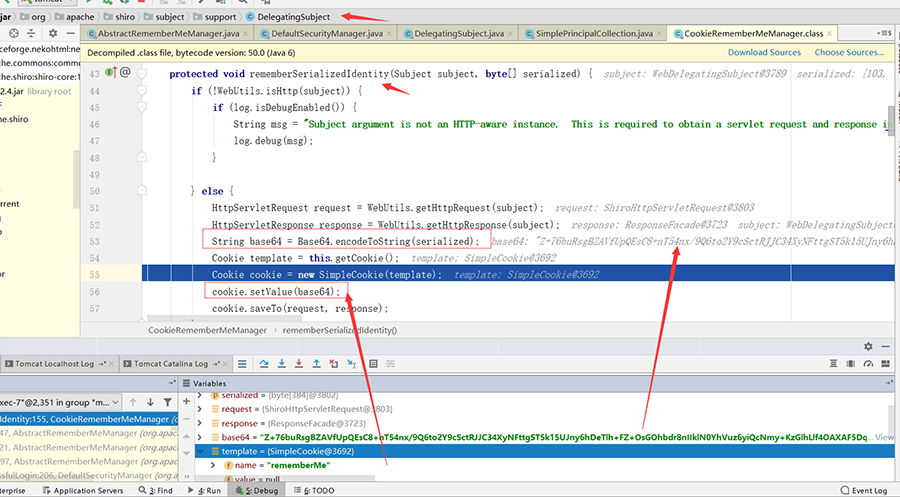 jar org apache shiro subject support DelegatingSubject
AbstractRememberMeManager.class DefaultSecurityManager.java DelegatingSubject.java SimplePrincipalCollection.java CookieRememberMeManager.class
Decompiled .class file, bytecode version: 50.0 (Java 6) Download Sources Choose Sources...
ceforge.nekohtml:ne
che.commons:comm
he.shiro:shiro-core:1
2.4.jar library root
he.shiro
rrent
or
43 protected void rememberSerializedIdentity(Subject subject, byte[] serialized) { subject: WebDelegatingSubject@3789 serialized: {103,
44 if (!WebUtils.isHttp(subject)) {
45 if (log.isDebugEnabled()) {
46 String msg = "Subject argument is not an HTTP-aware instance. This is required to obtain a servlet request and response i
47 log.debug(msg);
48 }
49
50 } else {
51 HttpServletRequest request = WebUtils.getHttpRequest(subject); request: ShiroHttpServletRequest@3803
52 HttpServletResponse response = WebUtils.getHttpResponse(subject); response: ResponseFacade@3723 subject: WebDelegatingSubject
53 String base64 = Base64.encodeToString(serialized); base64: "Z+76buRsgBZAVfUpQEsC8+nT54nx/9Q6to2Y9cSctRJJC34XyNFttgST5k15UJny6h
54 Cookie template = this.getCookie(); template: SimpleCookie@3692
55 Cookie cookie = new SimpleCookie(template); template: SimpleCookie@3692
56 cookie.setValue(base64);
57 cookie.saveTo(request, response);
CookieRememberMeManager rememberSerializedIdentity()
Tomcat Localhost Log Tomcat Catalina Log
Variables
exec-7"@2,351 in group "m...
serialized = {byte[384]@3822}
request = {ShiroHttpServletRequest@3803}
response = {ResponseFacade@3723}
base64 = "Z+76buRsgBZAVfUpQEsC8+nT54nx/9Q6to2Y9cSctRJJC34XyNFttgST5k15UJny6hDeTlh+FZ+OsGOhbdr8nIIklN0YhVuz6yiQcNmy+KzGlhLlf4OAXAF5Dq... View
template = {SimpleCookie@3692}
name = "rememberMe"
value = null
Identity:155, CookieRememberMeManager (org.a
47, AbstractRememberMeManager (org.apac
21, AbstractRememberMeManager (org.apac
97, AbstractRememberMeManager (org.apac
ssfulLogin:206, DefaultSecurityManager (org.a
terprise Application Servers 3: Find 4: Run 5: Debug 6: TODO Event Log